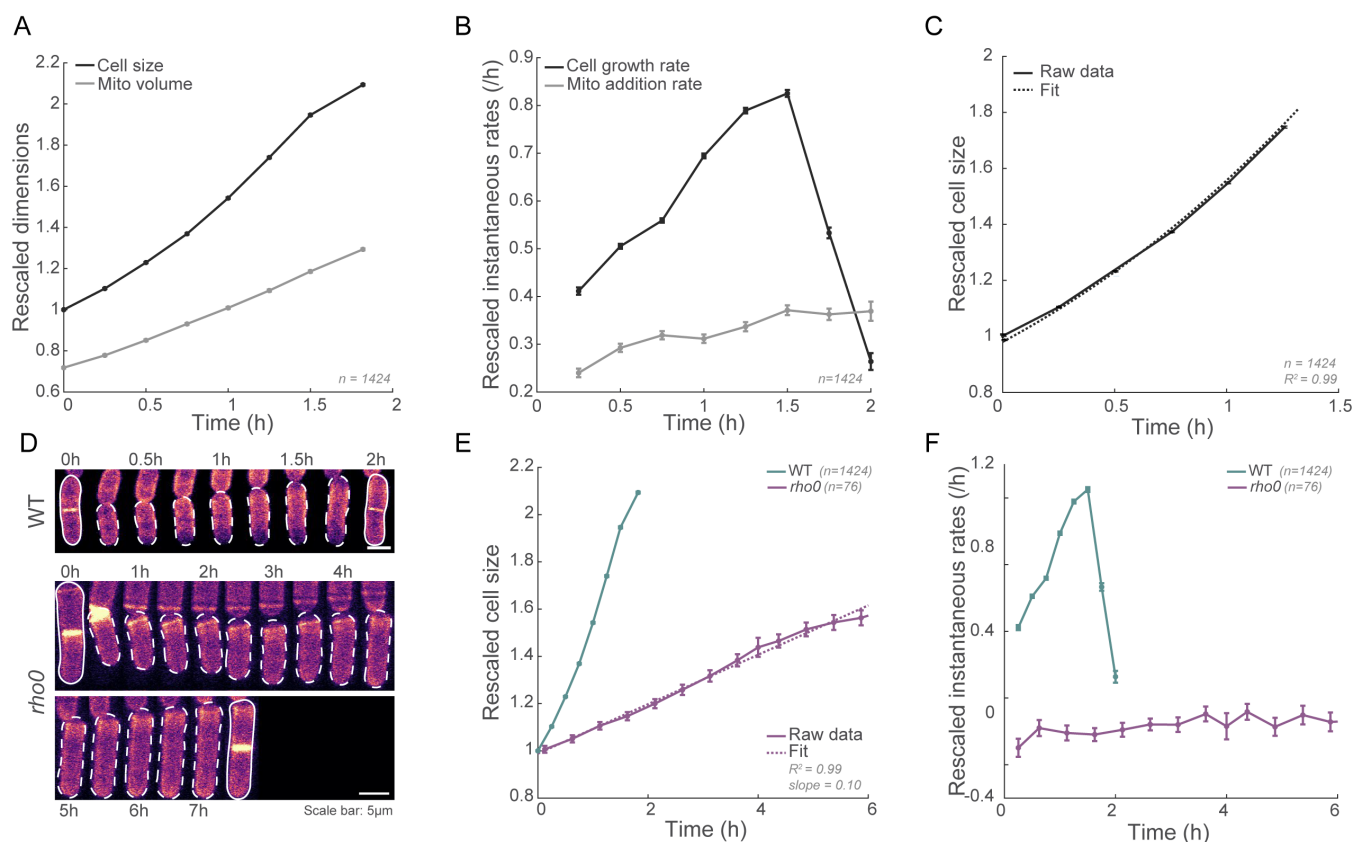 A
Cell size
Mito volume
2.2
2
1.8
1.6
1.4
1.2
1
0.8
0.6
Rescaled dimensions
0
0.5
1
1.5
2
n = 1424
Time (h)
B
Cell growth rate
Mito addition rate
0.9
0.8
0.7
0.6
0.5
0.4
0.3
0.2
Rescaled instantaneous rates (/h)
0
0.5
1
1.5
2
n=1424
Time (h)
C
Raw data
Fit
2
1.8
1.6
1.4
1.2
1
0.8
Rescaled cell size
0
0.5
1
1.5
n = 1424
R² = 0.99
Time (h)
D
0h 0.5h 1h 1.5h 2h
WT
0h 1h 2h 3h 4h
rho0
5h 6h 7h
Scale bar: 5µm
E
WT (n=1424)
rho0 (n=76)
2.2
2.0
1.8
1.6
1.4
1.2
1
0.8
Rescaled cell size
Raw data
Fit
R² = 0.99
slope = 0.10
0
2
4
6
Time (h)
F
WT (n=1424)
rho0 (n=76)
1.2
0.8
0.4
0
-0.4
Rescaled instantaneous rates (/h)
0
2
4
6
Time (h)